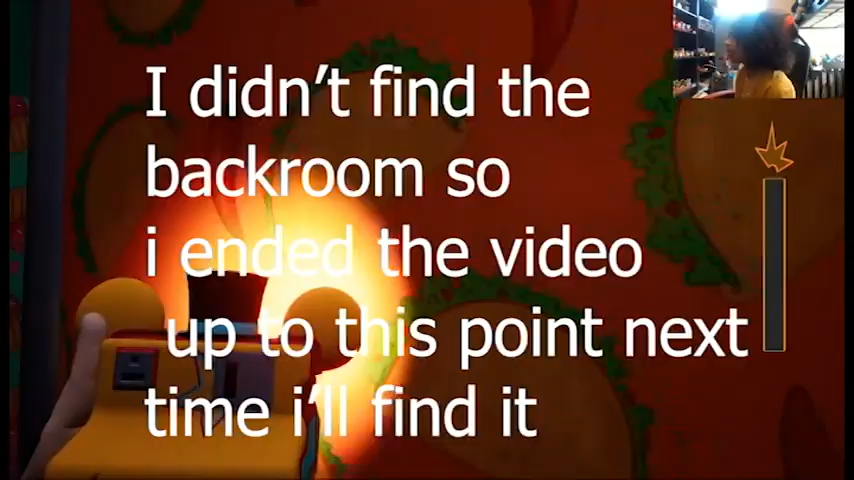 I didn't find the
backroom so
i ended the video
up to this point next
time i'll find it